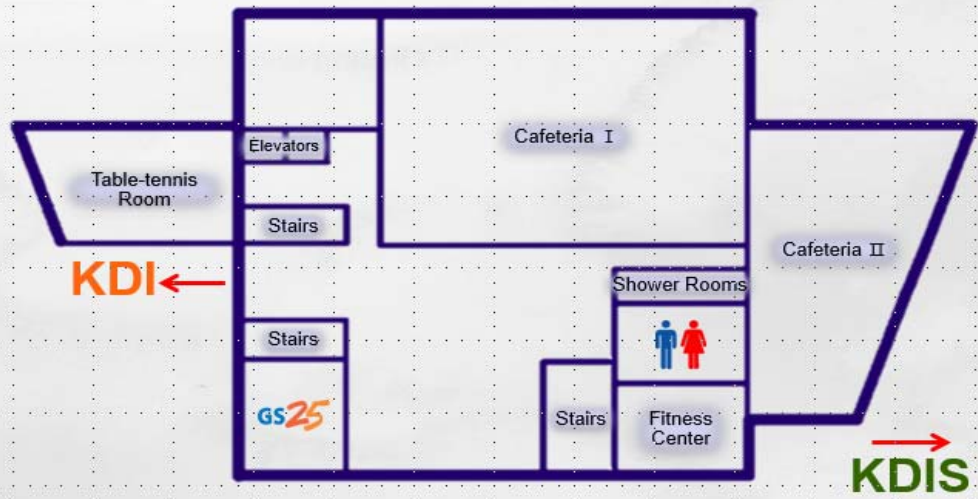 Elevators
Cafeteria Ⅰ
Table-tennis
Room
Stairs
Cafeteria Ⅱ
KDI
Shower Rooms
Stairs
GS25
Stairs
Fitness
Center
KDIS